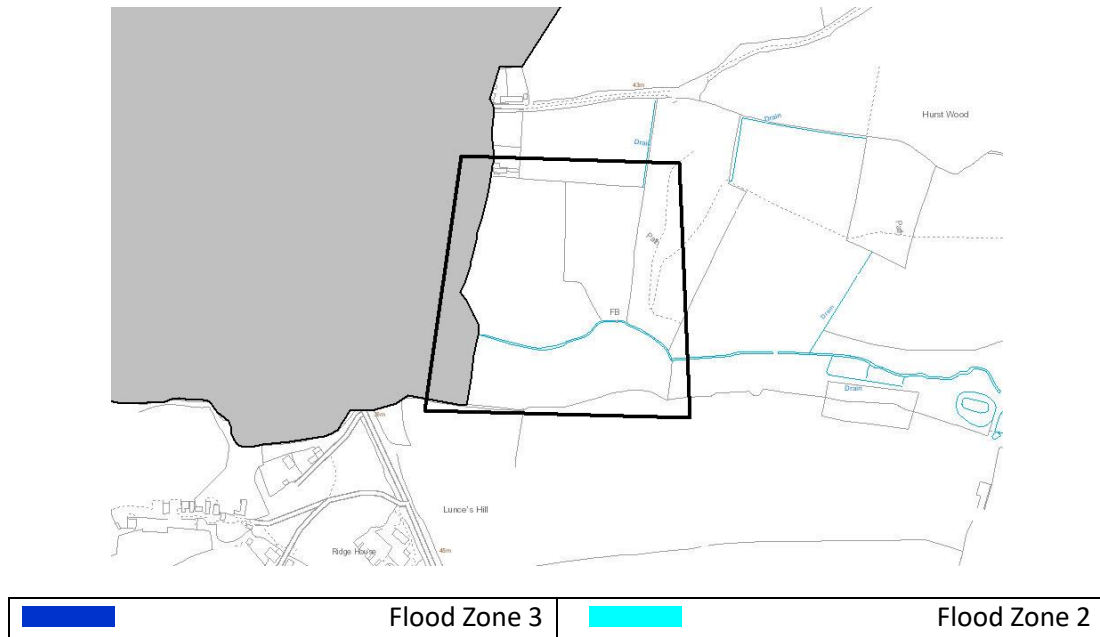 43m
Hurst Wood
Drain
Drain
Path
Path
Drain
FB
Drain
Lunce's Hill
Ridge House
45m
Flood Zone 3
Flood Zone 2